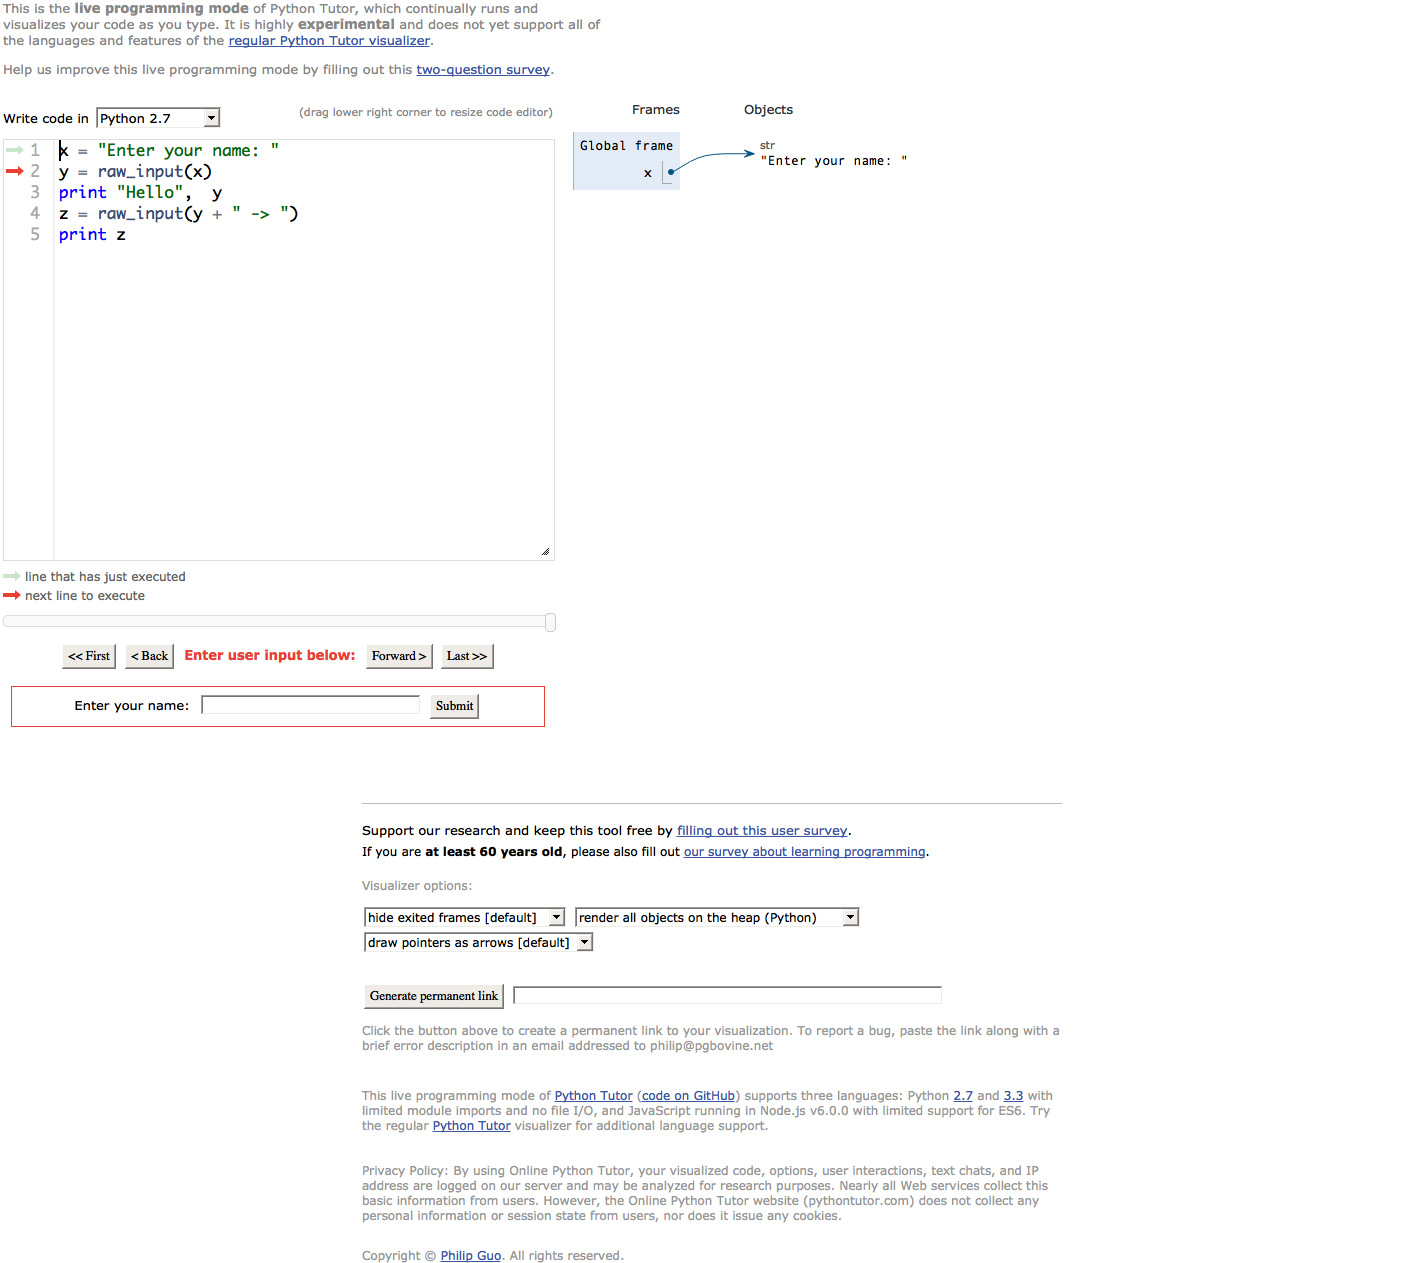 This is the live programming mode of Python Tutor, which continually runs and
visualizes your code as you type. It is highly experimental and does not yet support all of
the languages and features of the regular Python Tutor visualizer.
Help us improve this live programming mode by filling out this two-question survey.
Write code in Python 2.7
(drag lower right corner to resize code editor)
Frames
Objects
1 x = "Enter your name: "
2 y = raw_input(x)
3 print "Hello",  y
4 z = raw_input(y + " -> ")
5 print z
Global frame
x
str
"Enter your name: "
line that has just executed
next line to execute
<< First
< Back
Enter user input below:
Forward >
Last >>
Enter your name:
Submit
Support our research and keep this tool free by filling out this user survey.
If you are at least 60 years old, please also fill out our survey about learning programming.
Visualizer options:
hide exited frames [default]
render all objects on the heap (Python)
draw pointers as arrows [default]
Generate permanent link
Click the button above to create a permanent link to your visualization. To report a bug, paste the link along with a
brief error description in an email addressed to philip@pgbovine.net
This live programming mode of Python Tutor (code on GitHub) supports three languages: Python 2.7 and 3.3 with
limited module imports and no file I/O, and JavaScript running in Node.js v6.0.0 with limited support for ES6. Try
the regular Python Tutor visualizer for additional language support.
Privacy Policy: By using Online Python Tutor, your visualized code, options, user interactions, text chats, and IP
address are logged on our server and may be analyzed for research purposes. Nearly all Web services collect this
basic information from users. However, the Online Python Tutor website (pythontutor.com) does not collect any
personal information or session state from users, nor does it issue any cookies.
Copyright © Philip Guo. All rights reserved.